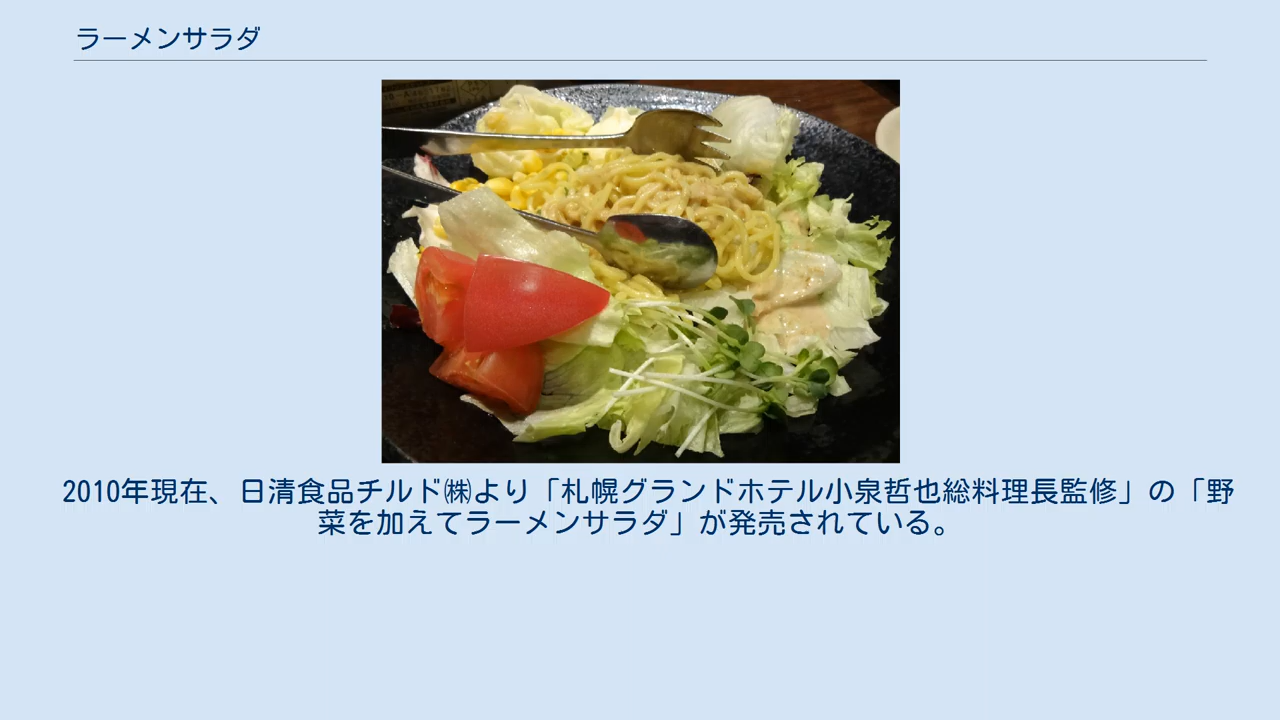 ラーメンサラダ
2010年現在、日清食品チルド㈱より「札幌グランドホテル小泉哲也総料理長監修」の「野
菜を加えてラーメンサラダ」が発売されている。